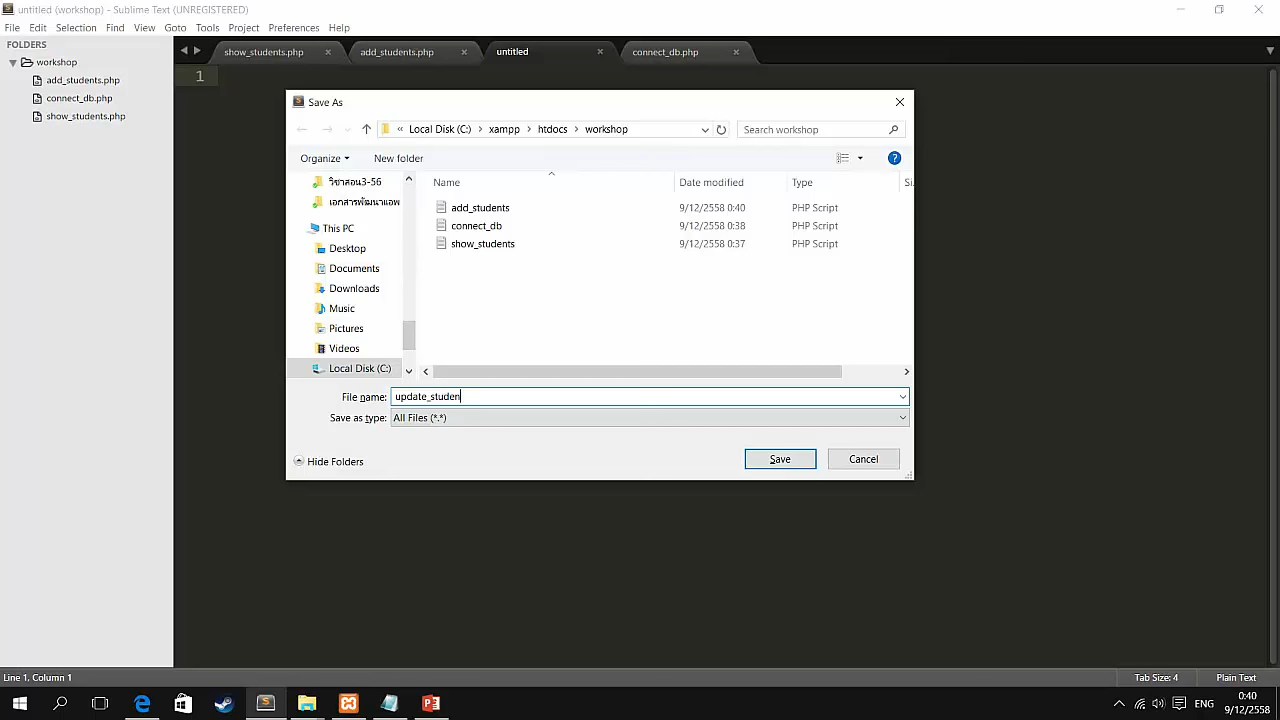 untitled (workshop) - Sublime Text (UNREGISTERED)
File Edit Selection Find View Goto Tools Project Preferences Help
FOLDERS
workshop
add_students.php
connect_db.php
show_students.php
show_students.php add_students.php untitled connect_db.php
1
Save As
« Local Disk (C:) › xampp › htdocs › workshop
Search workshop
Organize New folder
วิชาสอน3-56
เอกสารพัฒนาแอพ
This PC
Desktop
Documents
Downloads
Music
Pictures
Videos
Local Disk (C:)
Name Date modified Type Si
add_students 9/12/2558 0:40 PHP Script
connect_db 9/12/2558 0:38 PHP Script
show_students 9/12/2558 0:37 PHP Script
File name: update_studen
Save as type: All Files (*.*)
Hide Folders
Save Cancel
Line 1, Column 1
Tab Size: 4 Plain Text
ENG
0:40
9/12/2558